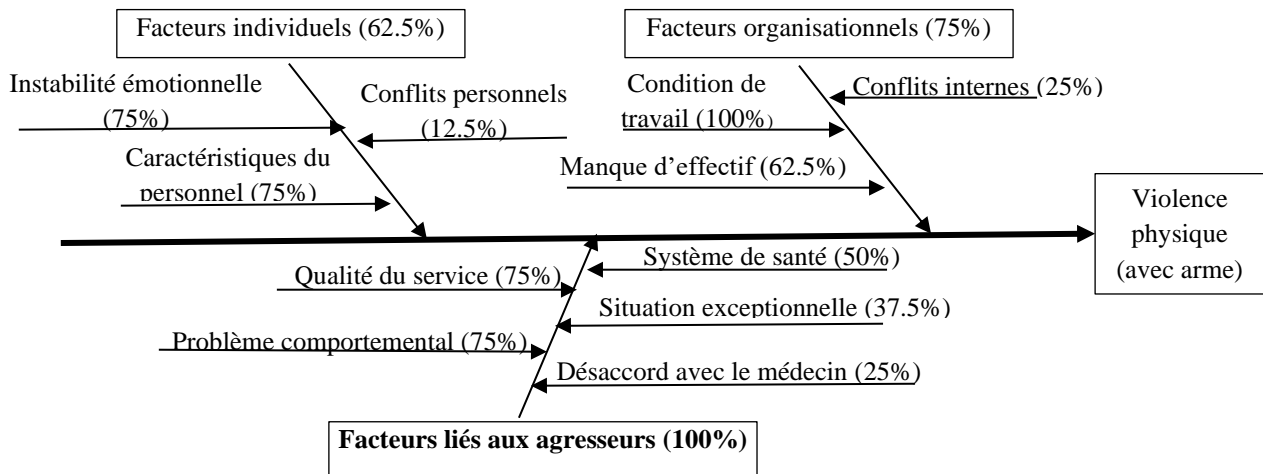 Facteurs individuels (62.5%)
Facteurs organisationnels (75%)
Instabilité émotionnelle
(75%)
Conflits personnels
(12.5%)
Caractéristiques du
personnel (75%)
Condition de
travail (100%)
Conflits internes (25%)
Manque d'effectif (62.5%)
Violence
physique
(avec arme)
Système de santé (50%)
Qualité du service (75%)
Situation exceptionnelle (37.5%)
Problème comportemental (75%)
Désaccord avec le médecin (25%)
Facteurs liés aux agresseurs (100%)